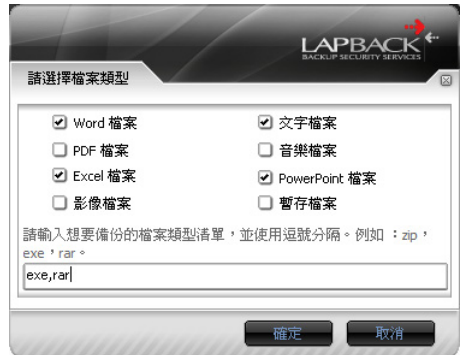 LAPBACK
BACKUP SECURITY SERVICES
請選擇檔案類型
Word 檔案
文字檔案
PDF 檔案
音樂檔案
Excel 檔案
PowerPoint 檔案
影像檔案
暫存檔案
請輸入想要備份的檔案類型清單，並使用逗號分隔。例如 ：zip，
exe，rar。
exe,rar
確定
取消